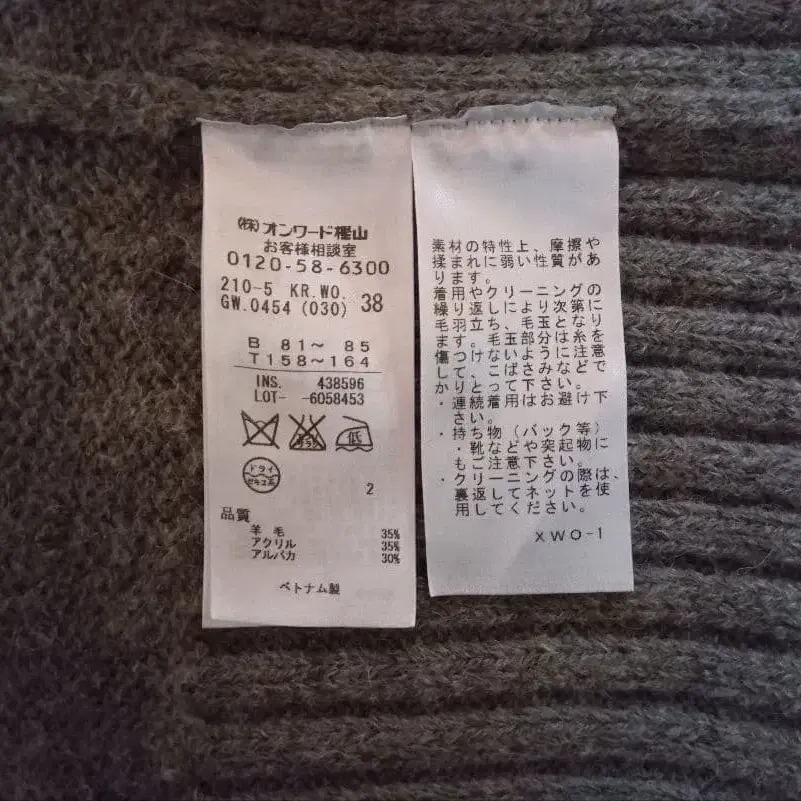 (株)オンワード樫山
お客様相談室
0120-58-6300
210-5 KR.WO.
GW.0454 (030) 38
B 81〜 85
T158〜164
INS. 438596
LOT- -6058453
低
ドライ
セキユ系
2
品質
羊毛 35%
アクリル 35%
アルパカ 30%
ベトナム製
素材の特性上、摩擦や
揉まれに弱い性質があ
ります。
着用やクリーニングの
繰り返しにより次第に
毛羽立ち、毛玉となり
ます。毛玉部分は糸を
傷つけないように注意
して、こばさみなどで
かりとって下さい。
・連続着用はお避け下
さい。
・持ち物(バック等)
・靴などや突起物に
もご注意下さい。
・クリーニングの際は、
裏返してネットを使
用してください。
XWO-1